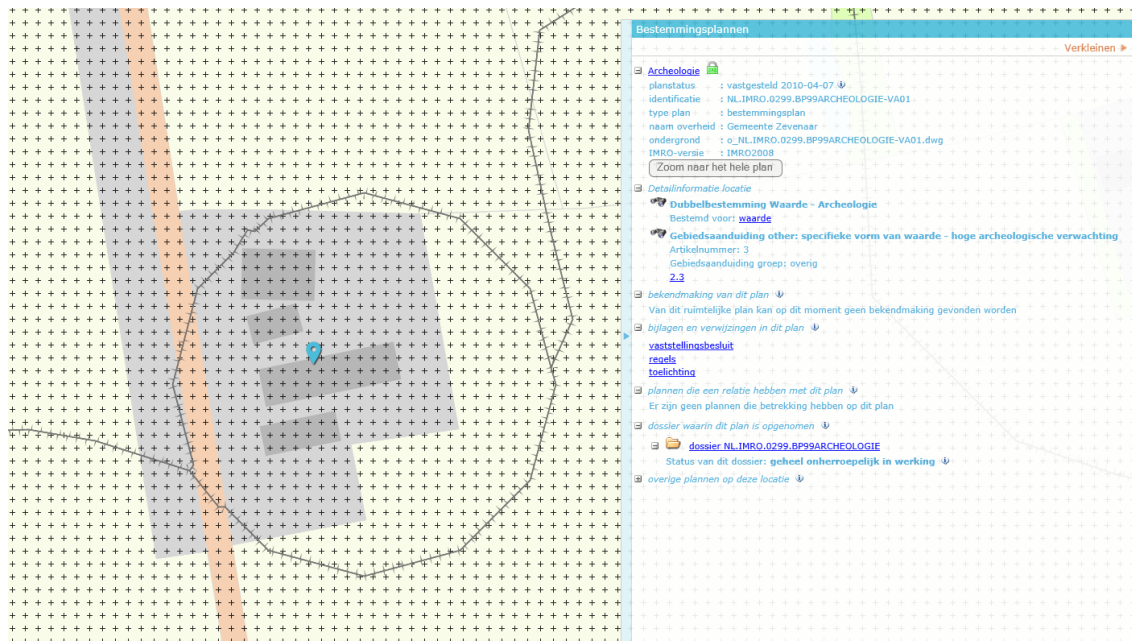 Bestemmingsplannen
Verkleinen
Archeologie
planstatus : vastgesteld 2010-04-07
identificatie : NL.IMRO.0299.BP99ARCHEOLOGIE-VA01
type plan : bestemmingsplan
naam overheid : Gemeente Zevenaar
ondergrond : o_NL.IMRO.0299.BP99ARCHEOLOGIE-VA01.dwg
IMRO-versie : IMRO2008
Zoom naar het hele plan
Detailinformatie locatie
Dubbelbestemming Waarde - Archeologie
Bestemd voor: waarde
Gebiedsaanduiding other: specifieke vorm van waarde - hoge archeologische verwachting
Artikelnummer: 3
Gebiedsaanduiding groep: overig
2.3
bekendmaking van dit plan
Van dit ruimtelijke plan kan op dit moment geen bekendmaking gevonden worden
bijlagen en verwijzingen in dit plan
vaststellingsbesluit
regels
toelichting
plannen die een relatie hebben met dit plan
Er zijn geen plannen die betrekking hebben op dit plan
dossier waarin dit plan is opgenomen
dossier NL.IMRO.0299.BP99ARCHEOLOGIE
Status van dit dossier: geheel onherroepelijk in werking
overige plannen op deze locatie